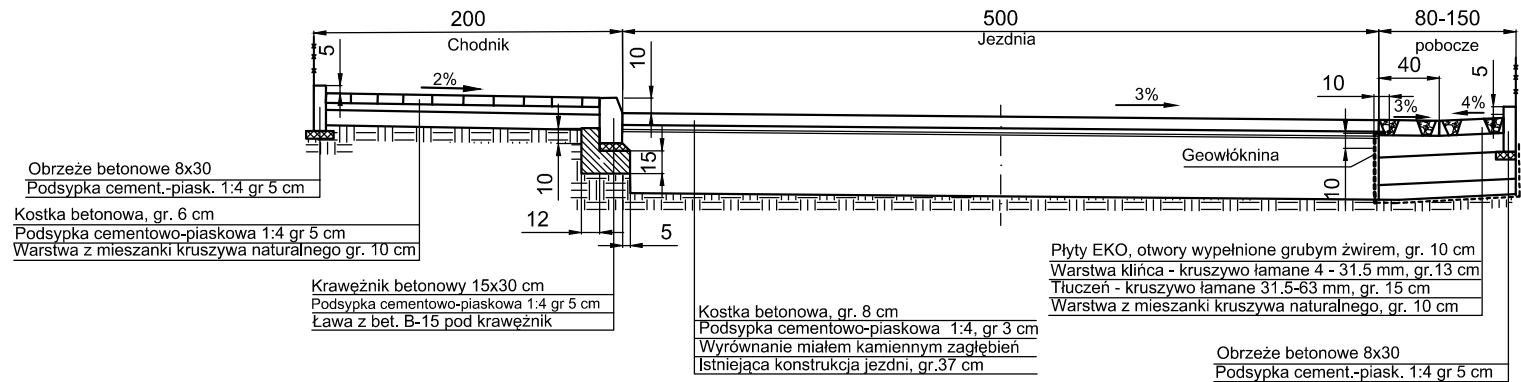 200
500
80-150
Chodnik
Jezdnia
pobocze
5
10
40
5
2%
10
3%
3%
4%
15
Geowłóknina
10
10
12
5
Obrzeże betonowe 8x30
Podsypka cement.-piask. 1:4 gr 5 cm
Kostka betonowa, gr. 6 cm
Podsypka cementowo-piaskowa 1:4 gr 5 cm
Warstwa z mieszanki kruszywa naturalnego gr. 10 cm
Krawężnik betonowy 15x30 cm
Podsypka cementowo-piaskowa 1:4 gr 5 cm
Ława z bet. B-15 pod krawężnik
Kostka betonowa, gr. 8 cm
Podsypka cementowo-piaskowa 1:4, gr 3 cm
Wyrównanie miałem kamiennym zagłębień
Istniejąca konstrukcja jezdni, gr.37 cm
Płyty EKO, otwory wypełnione grubym żwirem, gr. 10 cm
Warstwa klińca - kruszywo łamane 4 - 31.5 mm, gr.13 cm
Tłuczeń - kruszywo łamane 31.5-63 mm, gr. 15 cm
Warstwa z mieszanki kruszywa naturalnego, gr. 10 cm
Obrzeże betonowe 8x30
Podsypka cement.-piask. 1:4 gr 5 cm